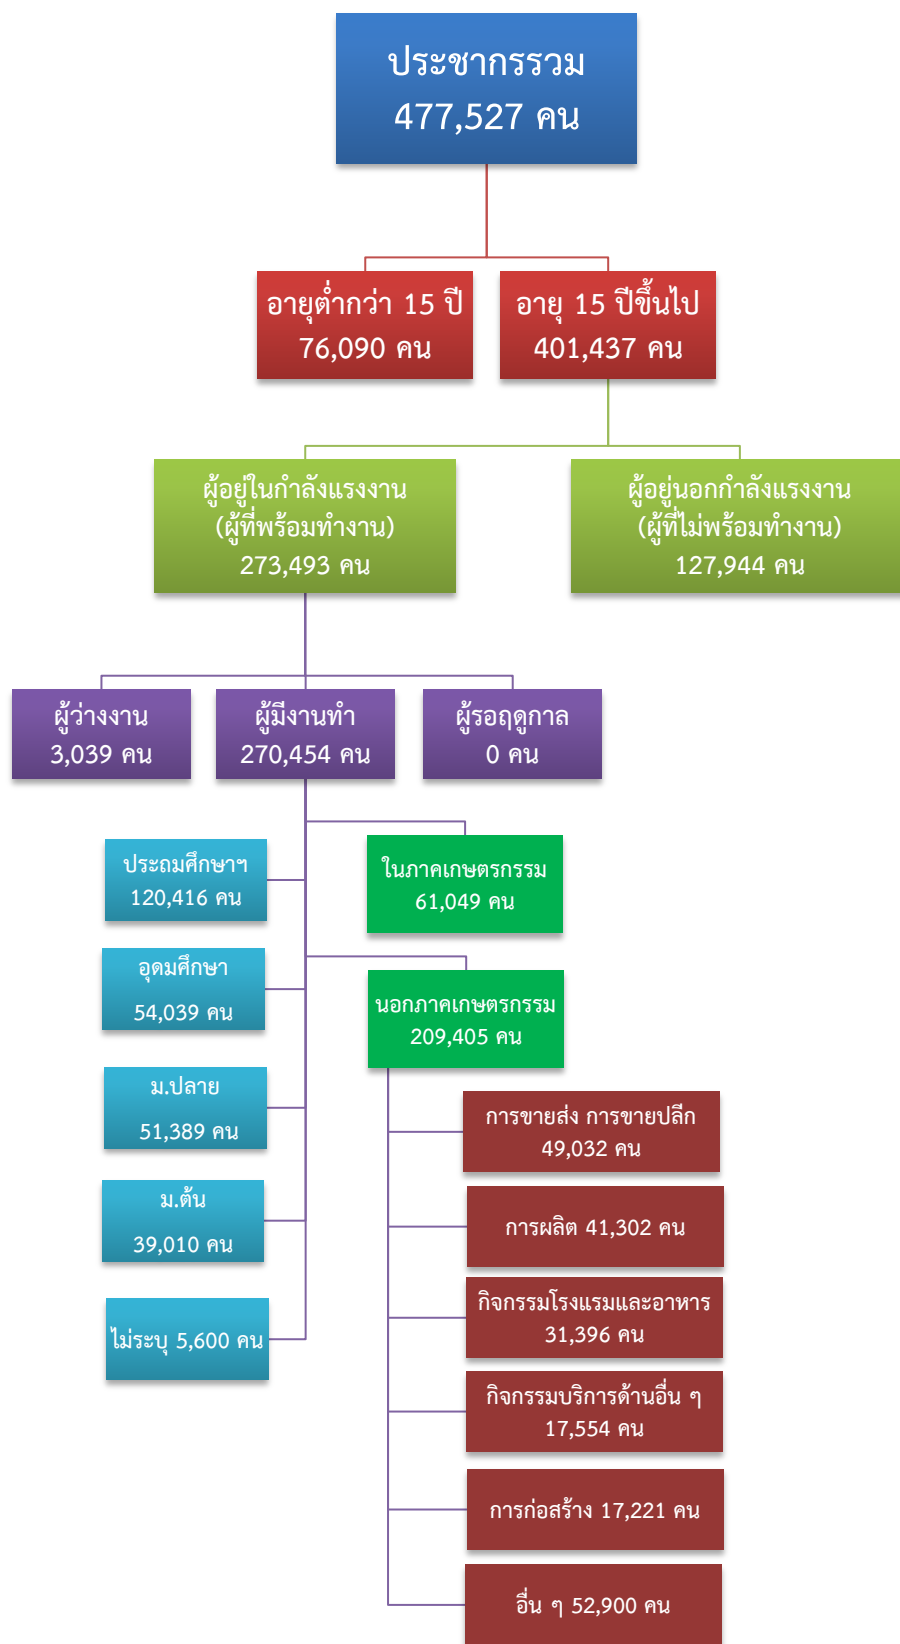 ประชากรรวม
477,527 คน
อายุต่ำกว่า 15 ปี
76,090 คน
อายุ 15 ปีขึ้นไป
401,437 คน
ผู้อยู่ในกำลังแรงงาน
(ผู้ที่พร้อมทำงาน)
273,493 คน
ผู้อยู่นอกกำลังแรงงาน
(ผู้ที่ไม่พร้อมทำงาน)
127,944 คน
ผู้ว่างงาน
3,039 คน
ผู้มีงานทำ
270,454 คน
ผู้รอฤดูกาล
0 คน
ประถมศึกษาฯ
120,416 คน
อุดมศึกษา
54,039 คน
ม.ปลาย
51,389 คน
ม.ต้น
39,010 คน
ไม่ระบุ 5,600 คน
ในภาคเกษตรกรรม
61,049 คน
นอกภาคเกษตรกรรม
209,405 คน
การขายส่ง การขายปลีก
49,032 คน
การผลิต 41,302 คน
กิจกรรมโรงแรมและอาหาร
31,396 คน
กิจกรรมบริการด้านอื่น ๆ
17,554 คน
การก่อสร้าง 17,221 คน
อื่น ๆ 52,900 คน